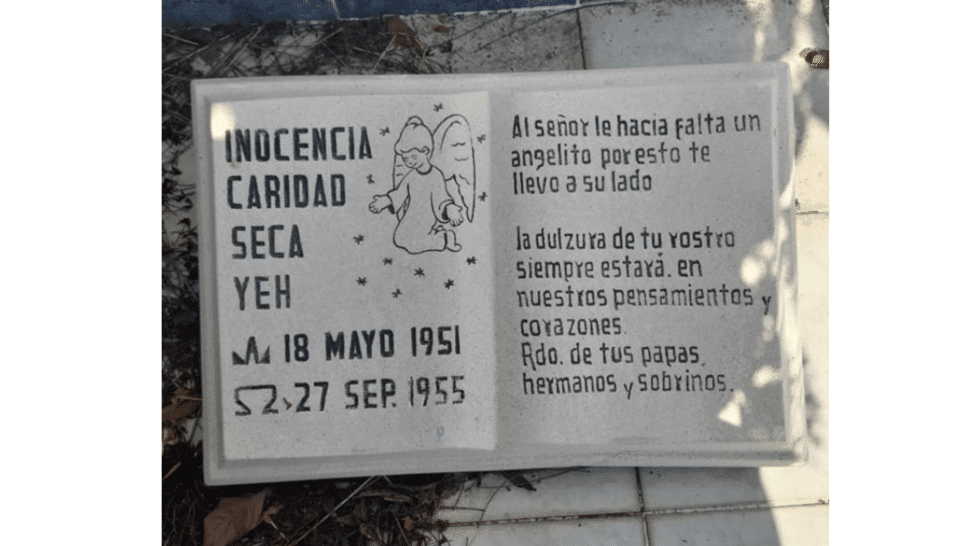 INOCENCIA
CARIDAD
SECA
YEH
A 18 MAYO 1951
Ω 27 SEP. 1955
Al señor le hacia falta un
angelito por esto te
llevo a su lado
la dulzura de tu rostro
siempre estará. en
nuestros pensamientos y
corazones.
Rdo. de tus papas,
hermanos y sobrinos.